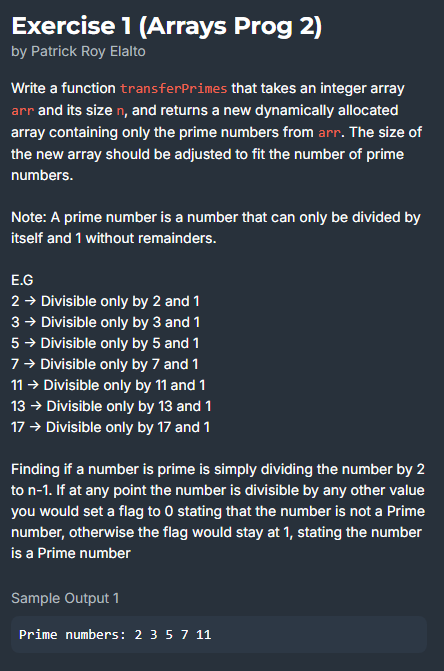 Exercise 1 (Arrays Prog 2)
by Patrick Roy Elalto
Write a function transferPrimes that takes an integer array
arr and its size n, and returns a new dynamically allocated
array containing only the prime numbers from arr. The size of
the new array should be adjusted to fit the number of prime
numbers.
Note: A prime number is a number that can only be divided by
itself and 1 without remainders.
E.G
2 → Divisible only by 2 and 1
3 → Divisible only by 3 and 1
5 → Divisible only by 5 and 1
7 → Divisible only by 7 and 1
11 → Divisible only by 11 and 1
13 → Divisible only by 13 and 1
17 → Divisible only by 17 and 1
Finding if a number is prime is simply dividing the number by 2
to n-1. If at any point the number is divisible by any other value
you would set a flag to 0 stating that the number is not a Prime
number, otherwise the flag would stay at 1, stating the number
is a Prime number
Sample Output 1
Prime numbers: 2 3 5 7 11